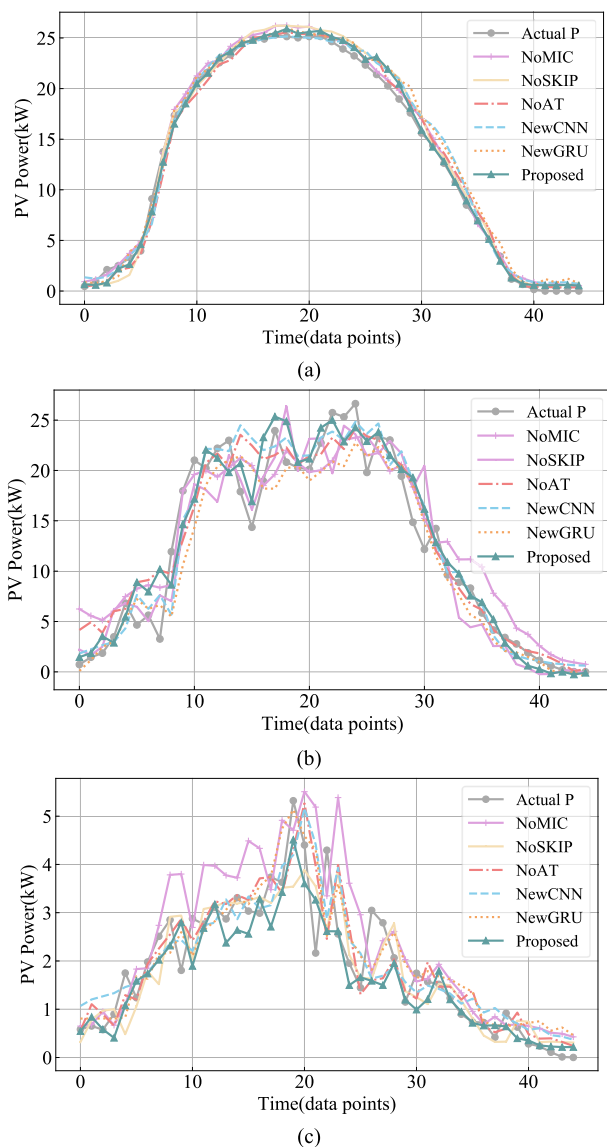 PV Power(kW)
25
20
15
10
5
0
Actual P
NoMIC
NoSKIP
NoAT
NewCNN
NewGRU
Proposed
0 10 20 30 40
Time(data points)
(a)
PV Power(kW)
25
20
15
10
5
0
Actual P
NoMIC
NoSKIP
NoAT
NewCNN
NewGRU
Proposed
0 10 20 30 40
Time(data points)
(b)
PV Power(kW)
5
4
3
2
1
0
Actual P
NoMIC
NoSKIP
NoAT
NewCNN
NewGRU
Proposed
0 10 20 30 40
Time(data points)
(c)